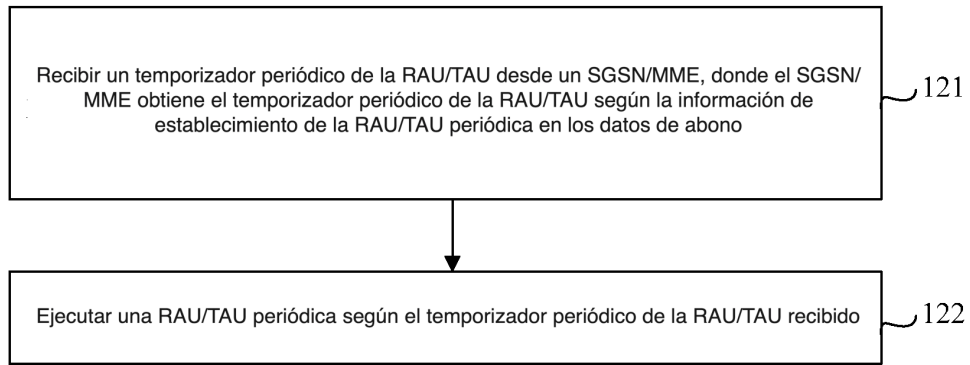 Recibir un temporizador periódico de la RAU/TAU desde un SGSN/MME, donde el SGSN/
MME obtiene el temporizador periódico de la RAU/TAU según la información de
establecimiento de la RAU/TAU periódica en los datos de abono
121
Ejecutar una RAU/TAU periódica según el temporizador periódico de la RAU/TAU recibido
122